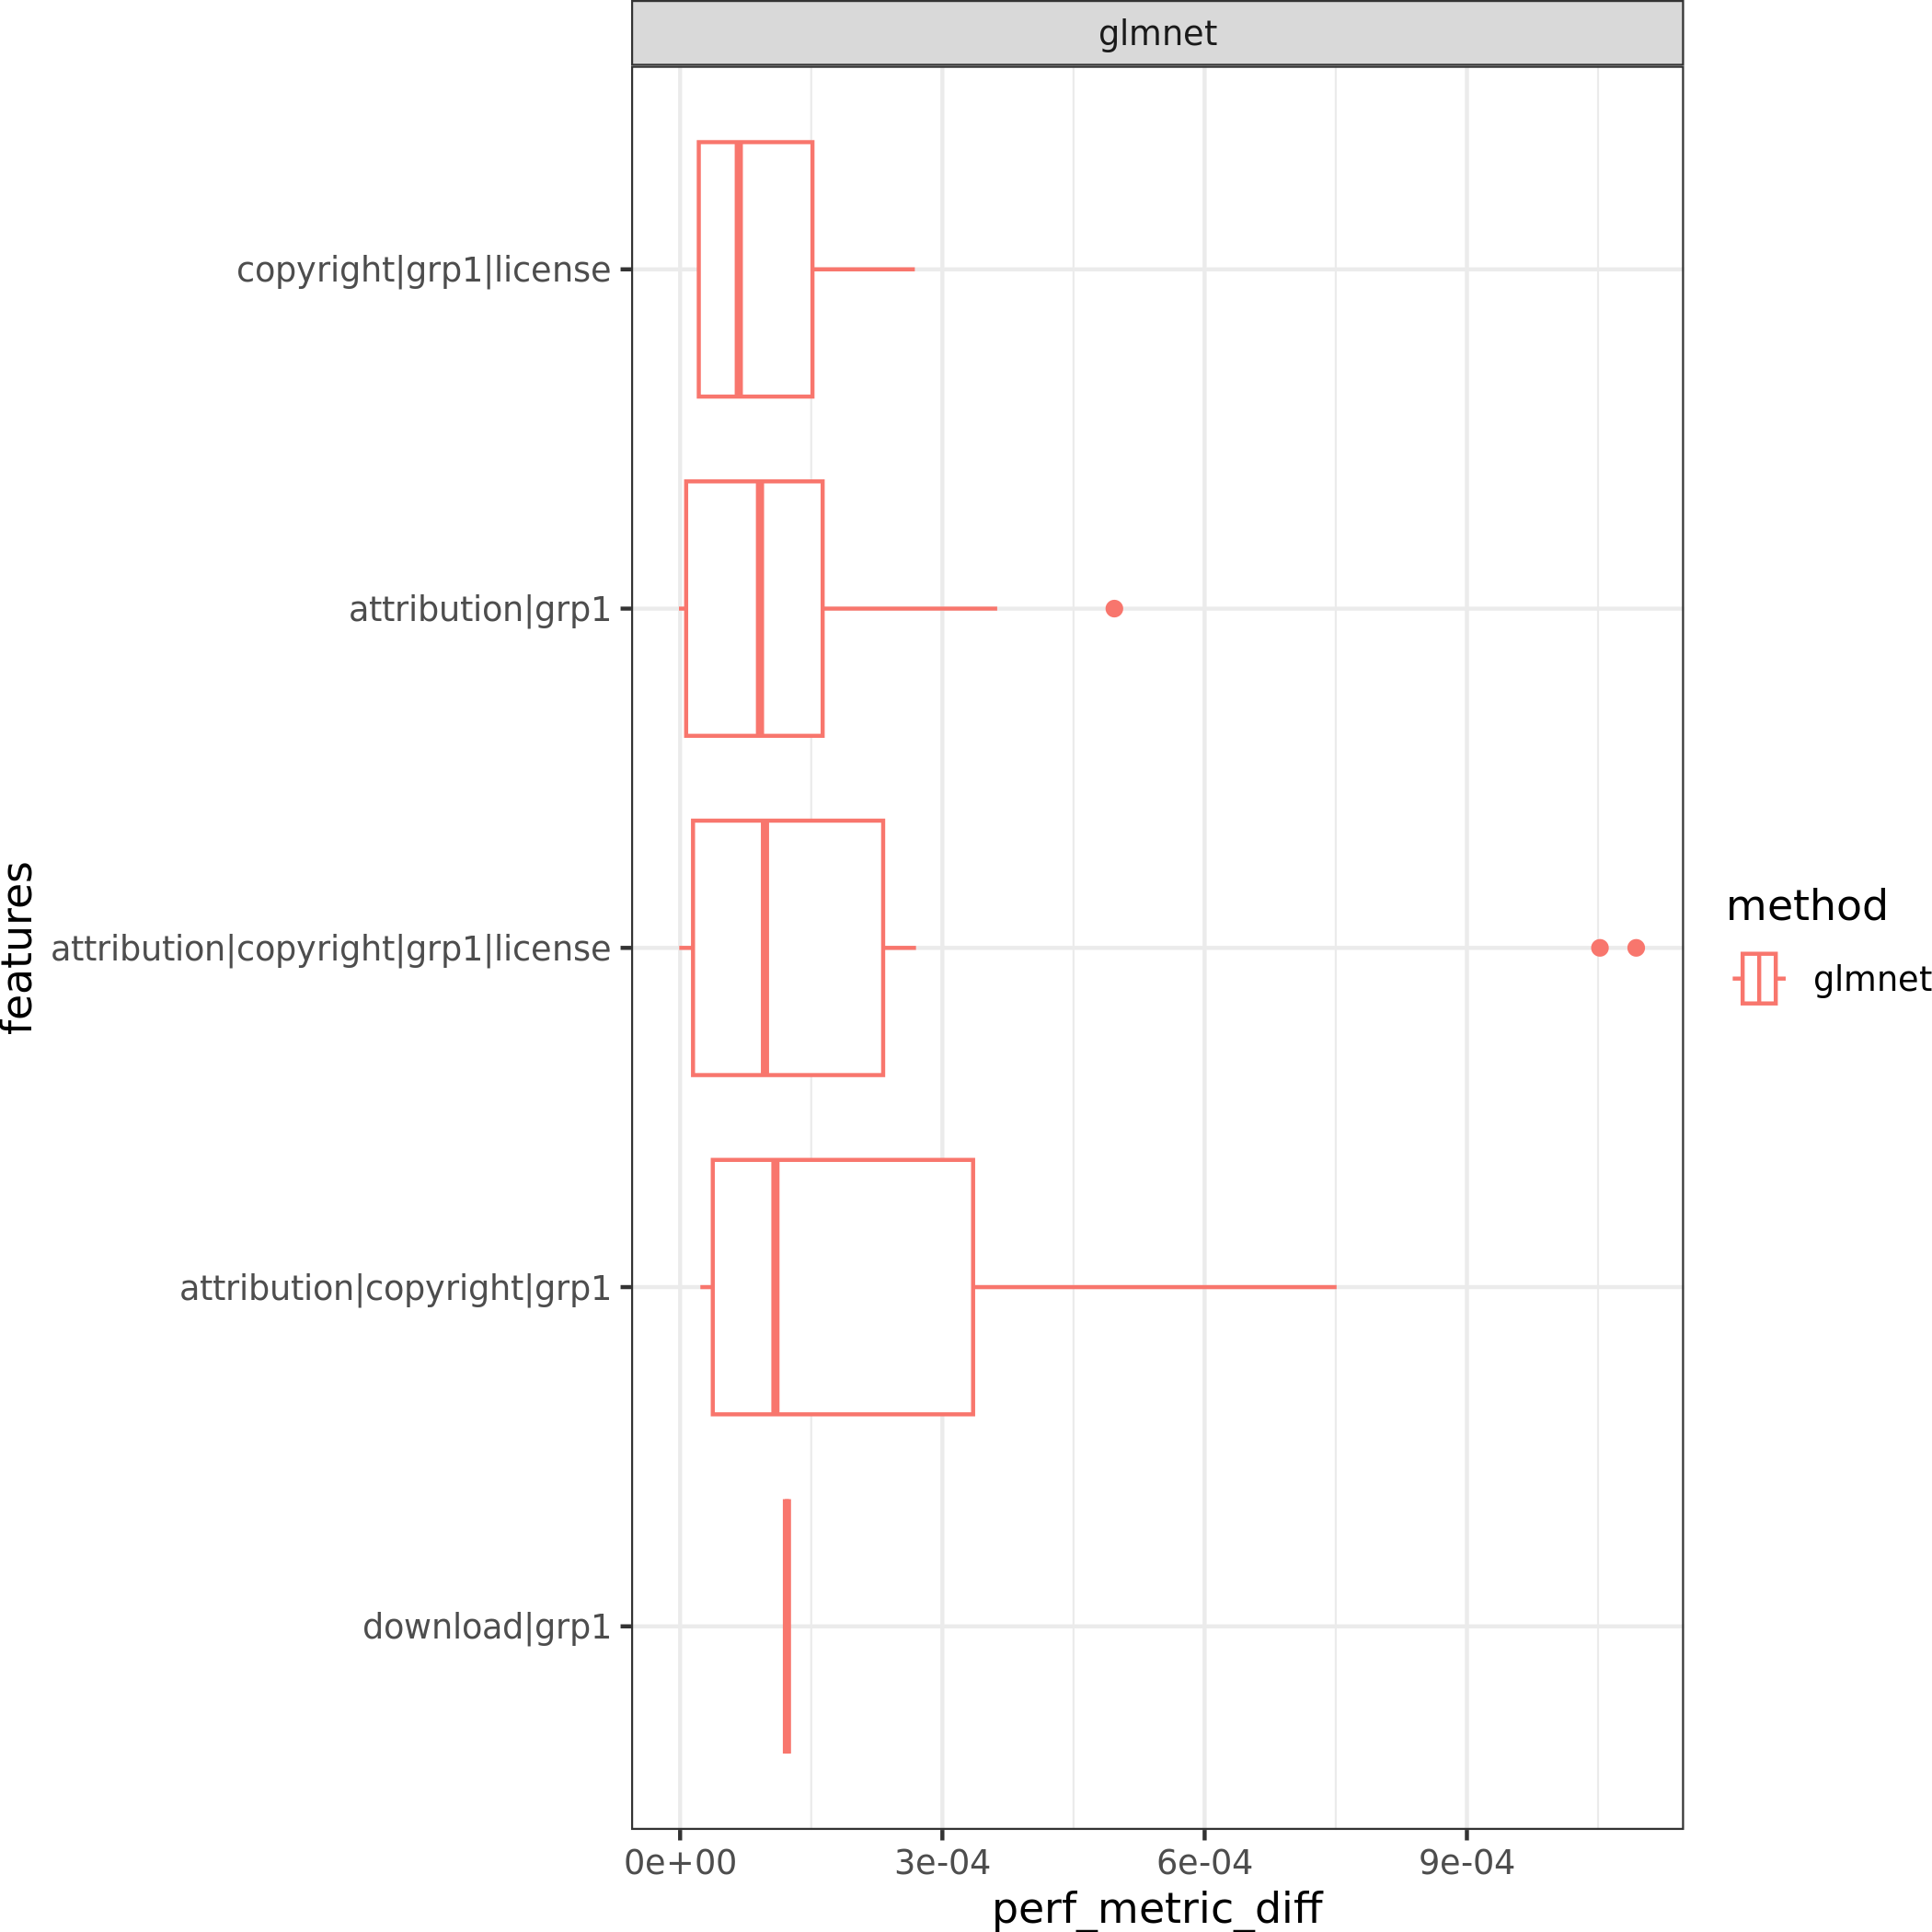 glmnet
copyright|grp1|license
attribution|grp1
attribution|copyright|grp1|license
attribution|copyright|grp1
download|grp1
features
0e+00 3e-04 6e-04 9e-04
perf_metric_diff
method
glmnet